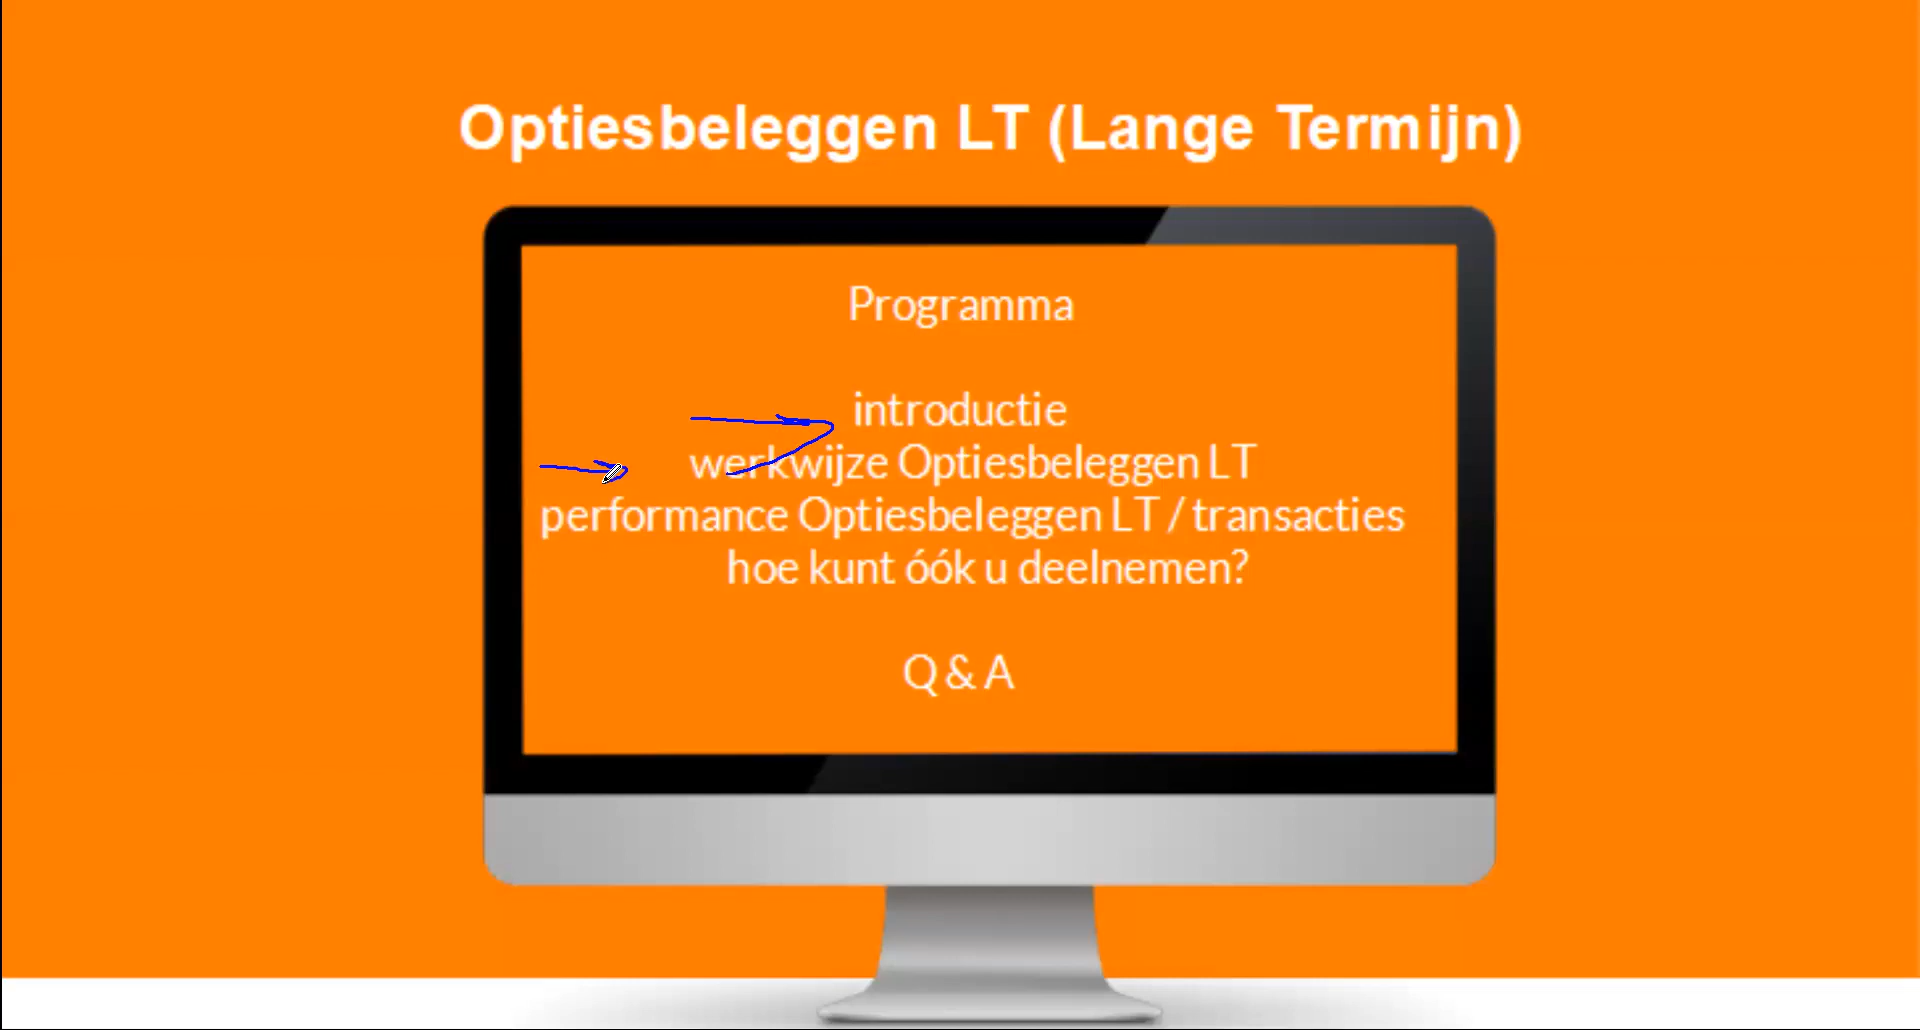 Optiesbeleggen LT (Lange Termijn)
Programma
introductie
werkwijze Optiesbeleggen LT
performance Optiesbeleggen LT / transacties
hoe kunt óók u deelnemen?
Q & A